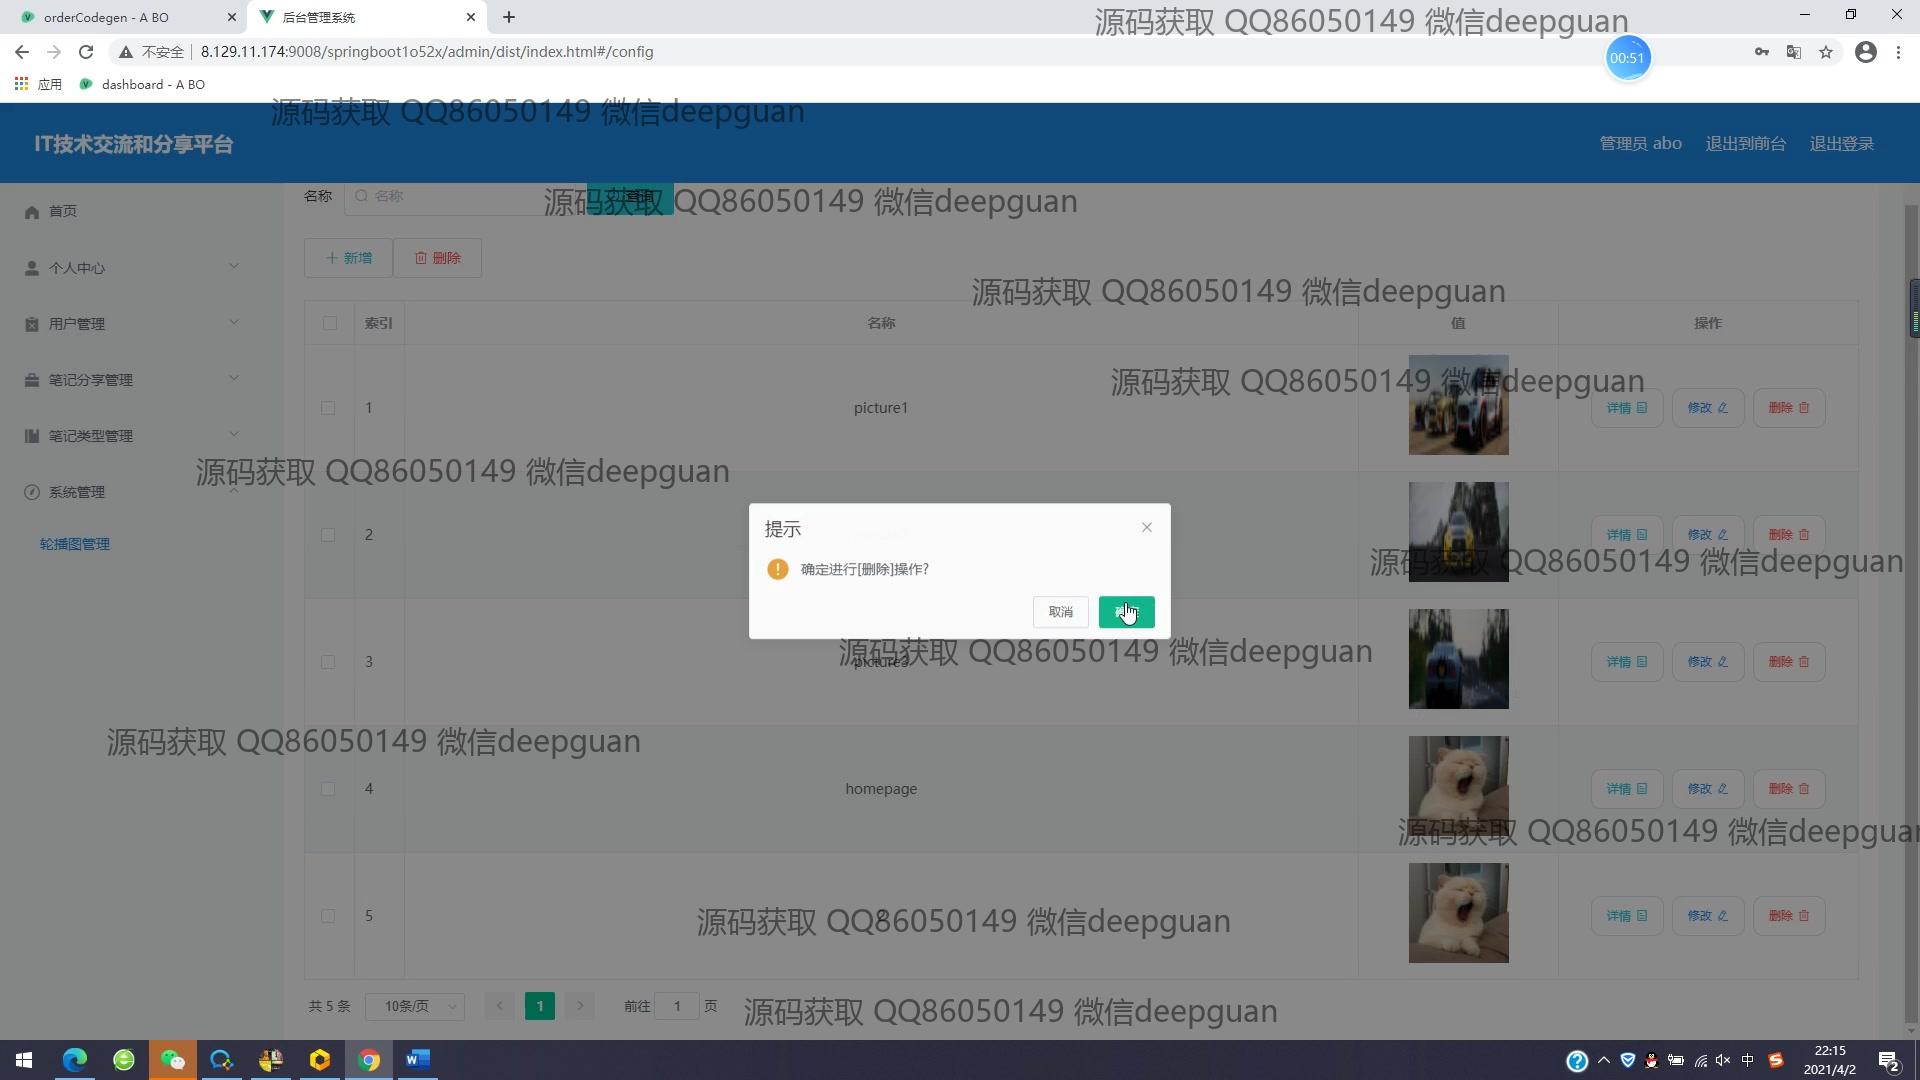 orderCodegen - A BO
后台管理系统
源码获取 QQ86050149 微信deepguan
不安全
8.129.11.174:9008/springboot1o52x/admin/dist/index.html#/config
00:51
应用
dashboard - A BO
源码获取 QQ86050149 微信deepguan
IT技术交流和分享平台
管理员 abo
退出到前台
退出登录
首页
名称
名称
源码获取 QQ86050149 微信deepguan
个人中心
新增
删除
源码获取 QQ86050149 微信deepguan
用户管理
索引
名称
值
操作
笔记分享管理
源码获取 QQ86050149 微信deepguan
1
picture1
详情
修改
删除
笔记类型管理
源码获取 QQ86050149 微信deepguan
系统管理
轮播图管理
2
详情
修改
删除
源码获取 QQ86050149 微信deepguan
提示
确定进行[删除]操作?
取消
源码获取 QQ86050149 微信deepguan
3
picture3
详情
修改
删除
源码获取 QQ86050149 微信deepguan
4
homepage
详情
修改
删除
源码获取 QQ86050149 微信deepguan
5
源码获取 QQ86050149 微信deepguan
详情
修改
删除
共 5 条
10条/页
1
前往
1
页
源码获取 QQ86050149 微信deepguan
中
22:15
2021/4/2
2